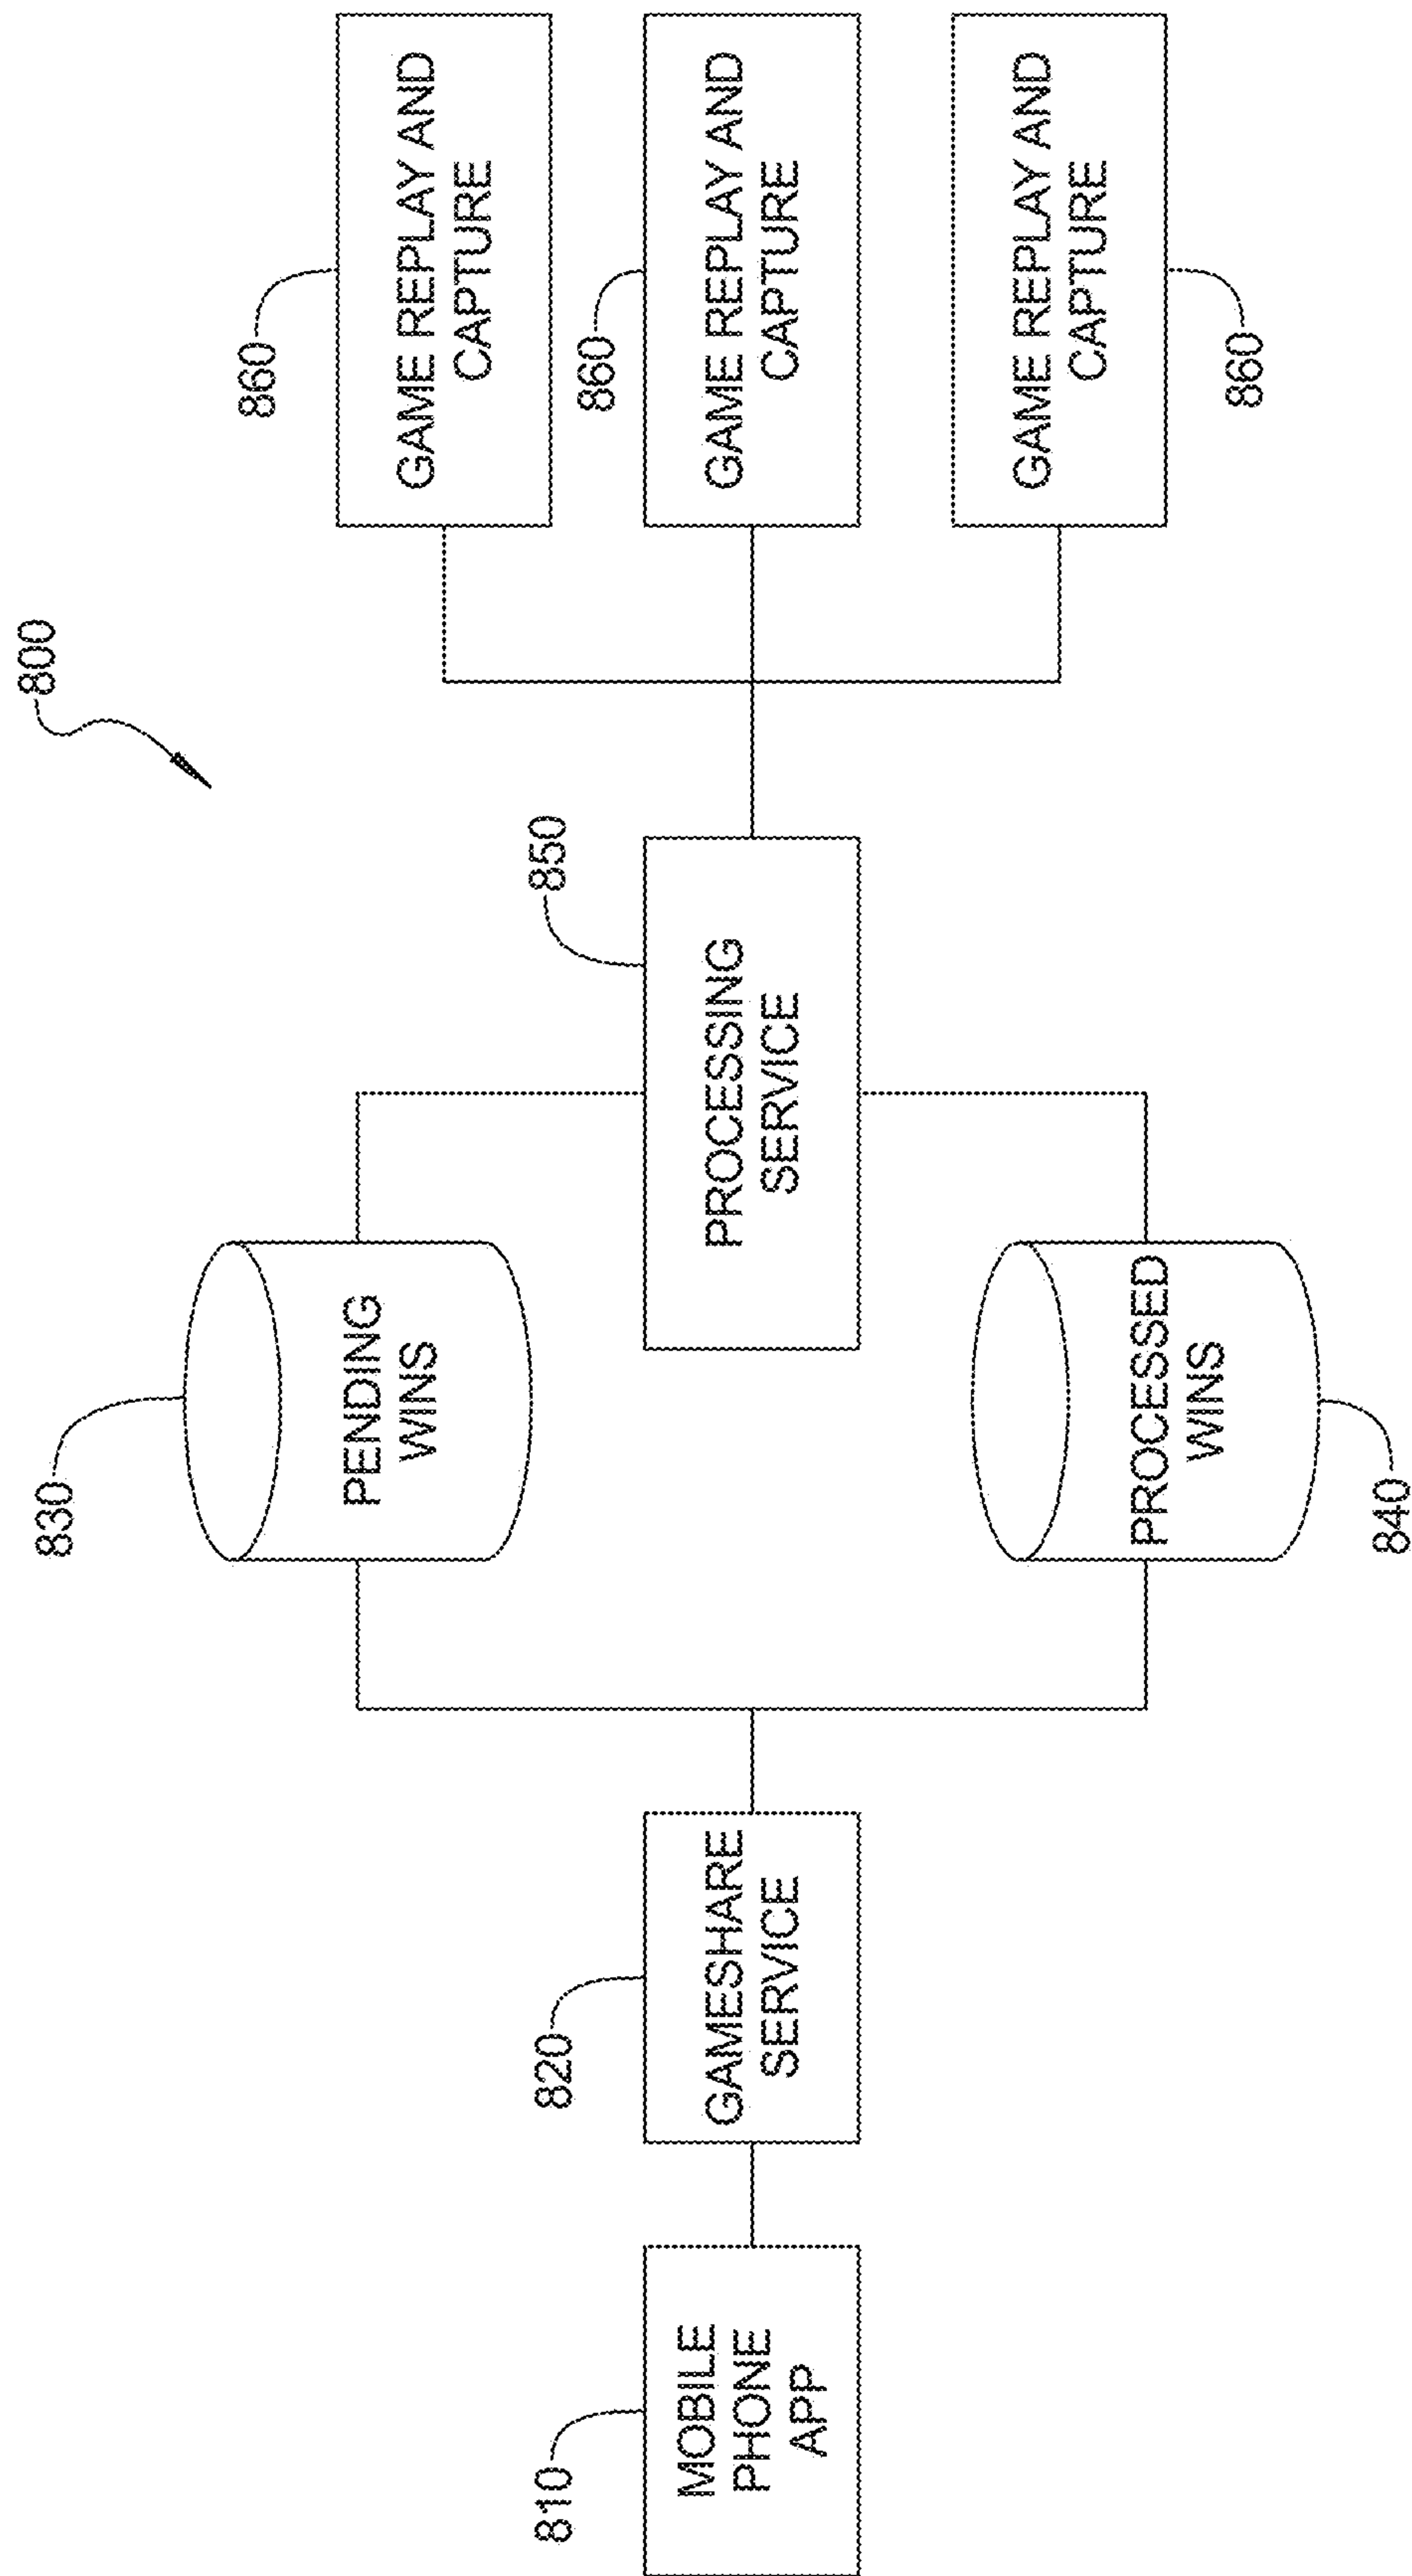 800
810
MOBILE
PHONE
APP
820
GAMESHARE
SERVICE
830
PENDING
WINS
840
PROCESSED
WINS
850
PROCESSING
SERVICE
860
GAME REPLAY AND
CAPTURE
860
GAME REPLAY AND
CAPTURE
860
GAME REPLAY AND
CAPTURE